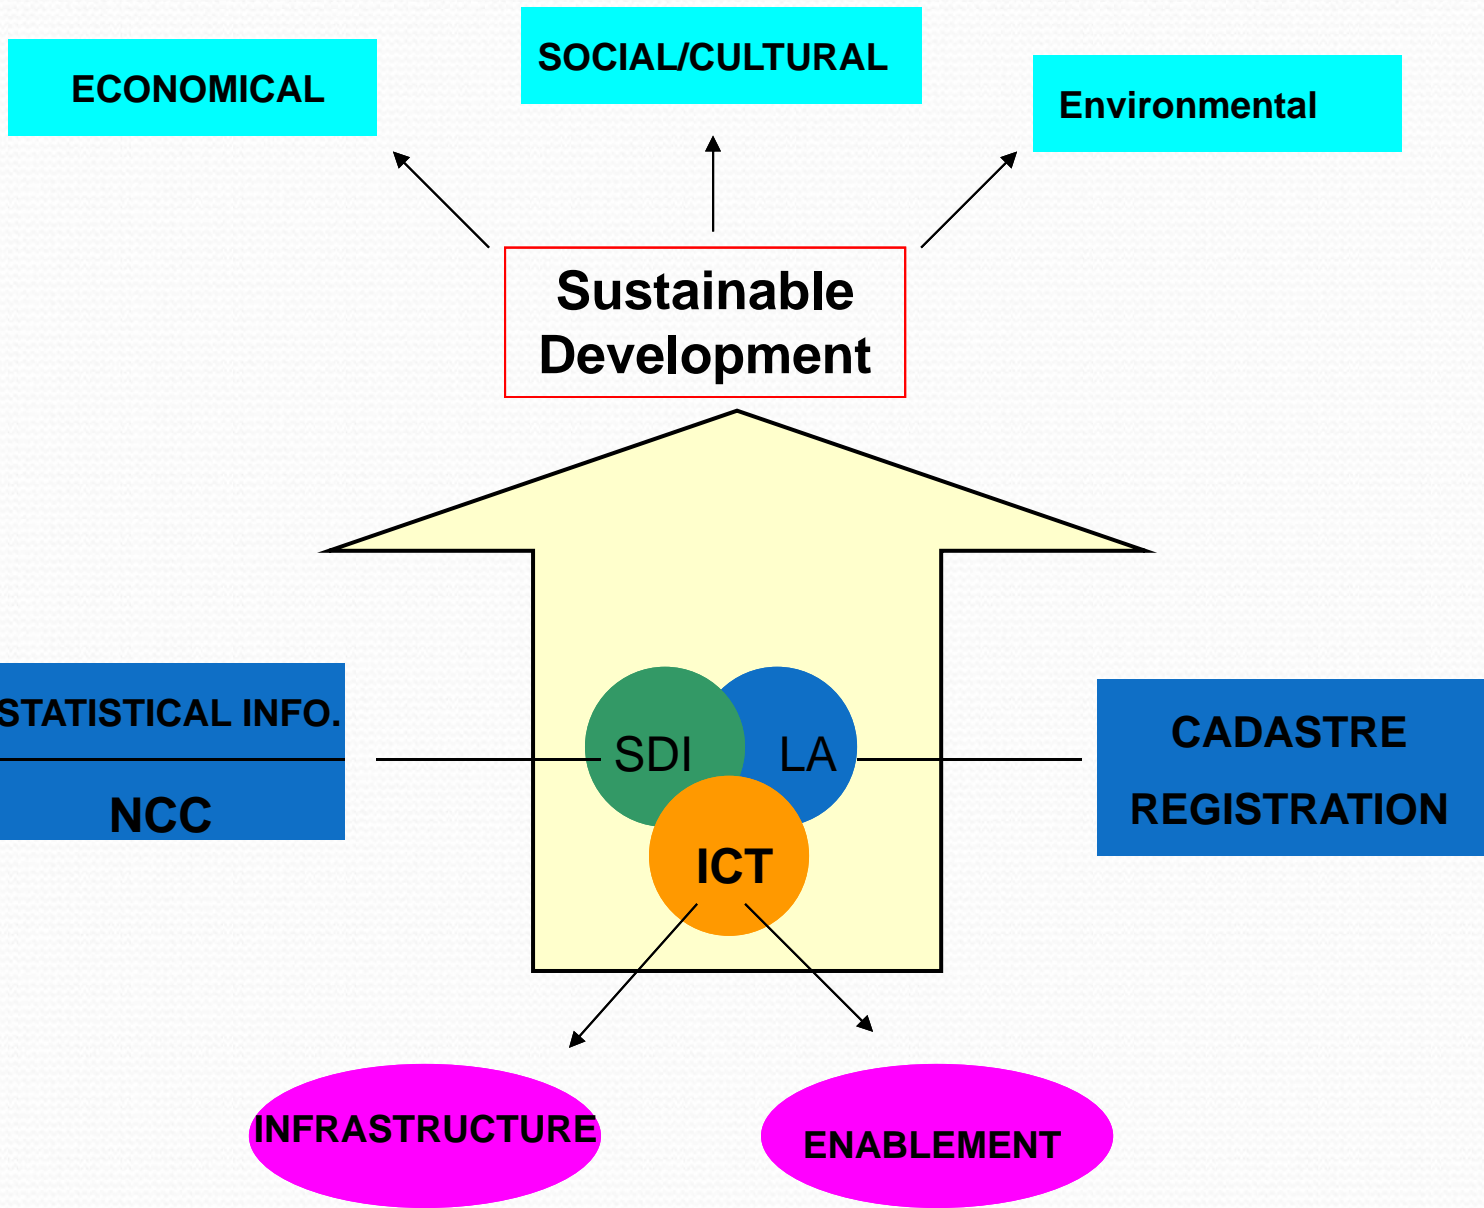 ECONOMICAL
SOCIAL/CULTURAL
Environmental
Sustainable
Development
STATISTICAL INFO.
NCC
SDI
LA
ICT
CADASTRE
REGISTRATION
INFRASTRUCTURE
ENABLEMENT